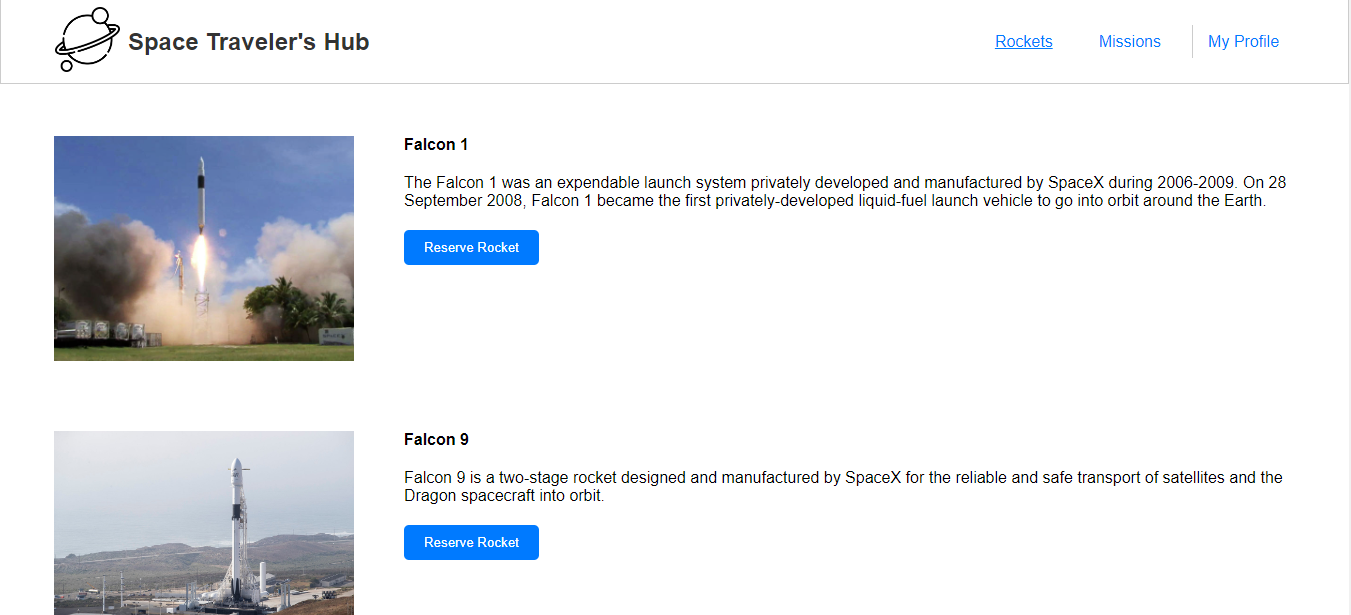 Space Traveler's Hub
Rockets
Missions
My Profile
Falcon 1
The Falcon 1 was an expendable launch system privately developed and manufactured by SpaceX during 2006-2009. On 28
September 2008, Falcon 1 became the first privately-developed liquid-fuel launch vehicle to go into orbit around the Earth.
Reserve Rocket
Falcon 9
Falcon 9 is a two-stage rocket designed and manufactured by SpaceX for the reliable and safe transport of satellites and the
Dragon spacecraft into orbit.
Reserve Rocket